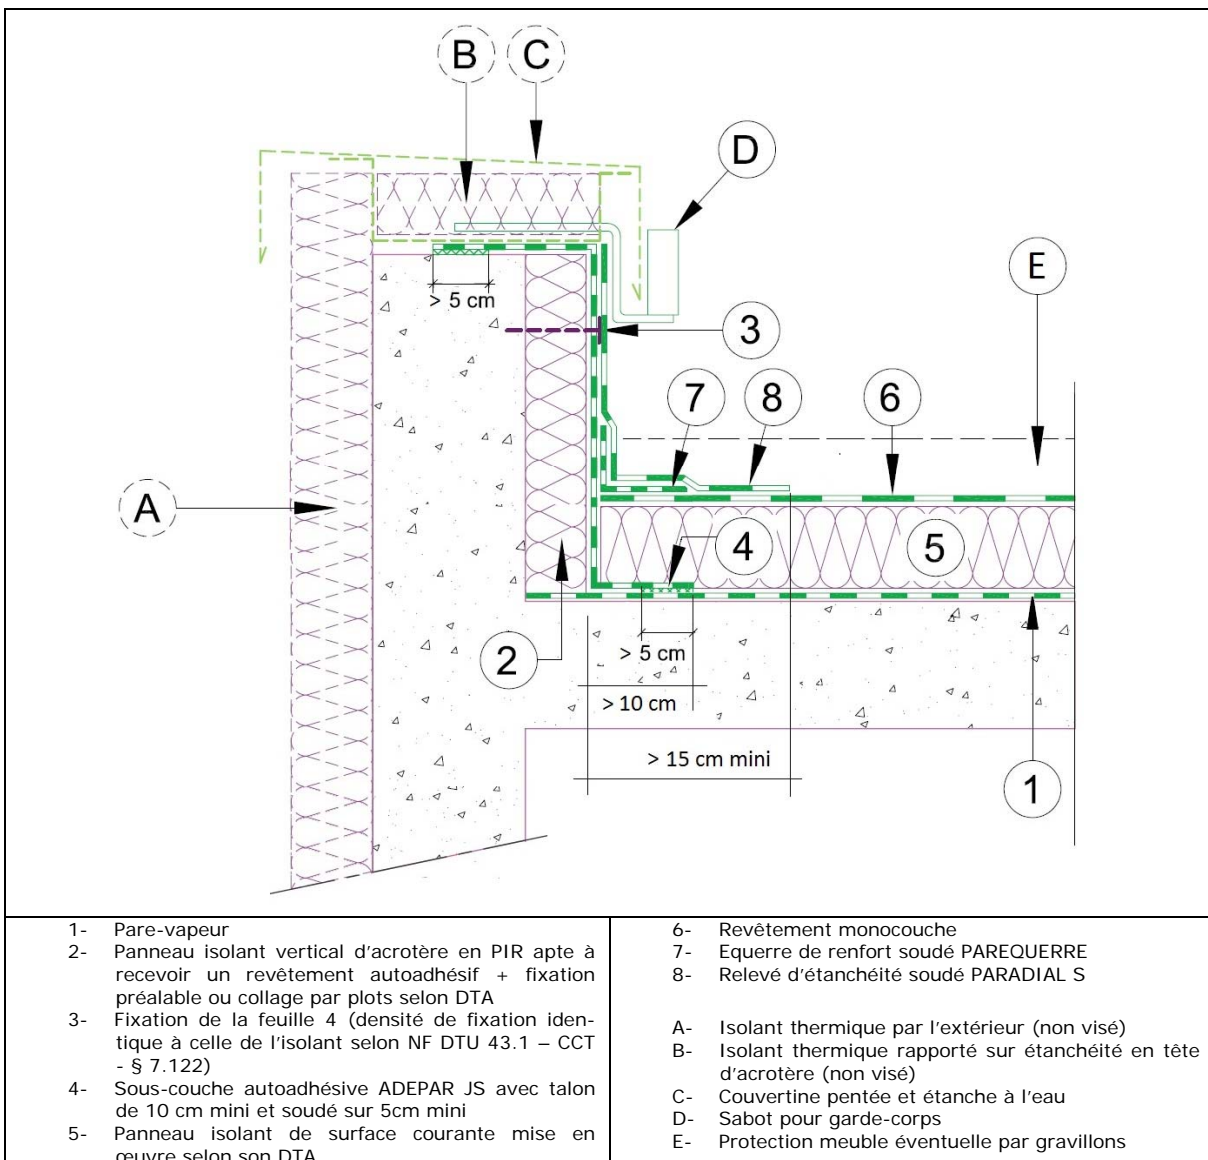 B
C
D
E
> 5 cm
3
7
8
6
A
4
5
2
> 5 cm
> 10 cm
> 15 cm mini
1
1- Pare-vapeur
2- Panneau isolant vertical d'acrotère en PIR apte à
recevoir un revêtement autoadhésif + fixation
préalable ou collage par plots selon DTA
3- Fixation de la feuille 4 (densité de fixation iden-
tique à celle de l'isolant selon NF DTU 43.1 – CCT
- § 7.122)
4- Sous-couche autoadhésive ADEPAR JS avec talon
de 10 cm mini et soudé sur 5cm mini
5- Panneau isolant de surface courante mise en
œuvre selon son DTA
6- Revêtement monocouche
7- Equerre de renfort soudé PAREQUERRE
8- Relevé d'étanchéité soudé PARADIAL S
A- Isolant thermique par l'extérieur (non visé)
B- Isolant thermique rapporté sur étanchéité en tête
d'acrotère (non visé)
C- Couvertine pentée et étanche à l'eau
D- Sabot pour garde-corps
E- Protection meuble éventuelle par gravillons